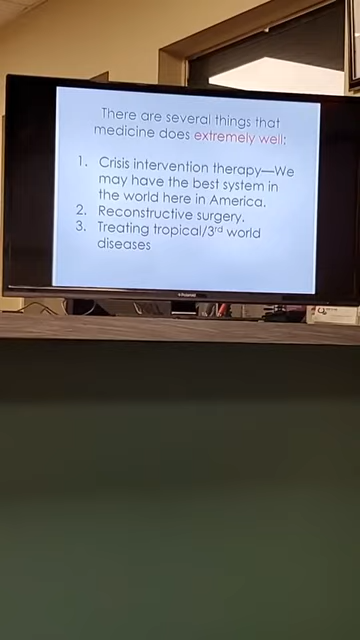 There are several things that
medicine does extremely well:
1. Crisis intervention therapy—We
may have the best system in
the world here in America.
2. Reconstructive surgery.
3. Treating tropical/3rd world
diseases
Polaroid